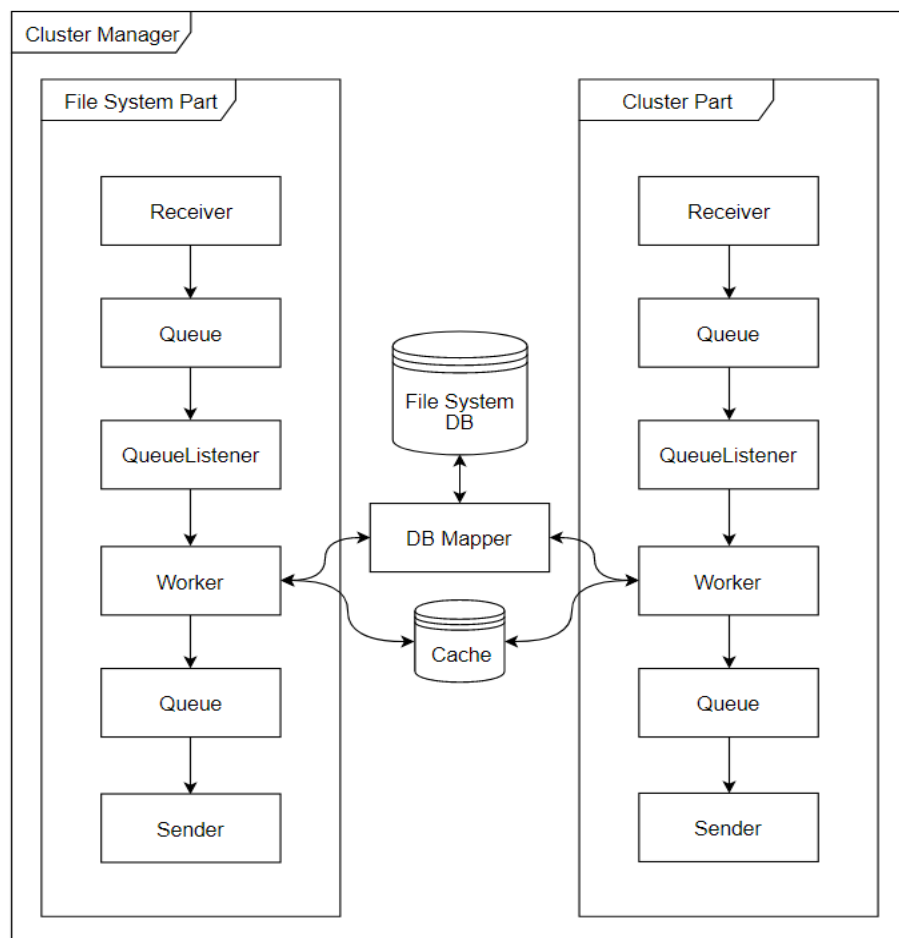 Cluster Manager
File System Part
Receiver
Queue
QueueListener
Worker
Queue
Sender
File System
DB
DB Mapper
Cache
Cluster Part
Receiver
Queue
QueueListener
Worker
Queue
Sender